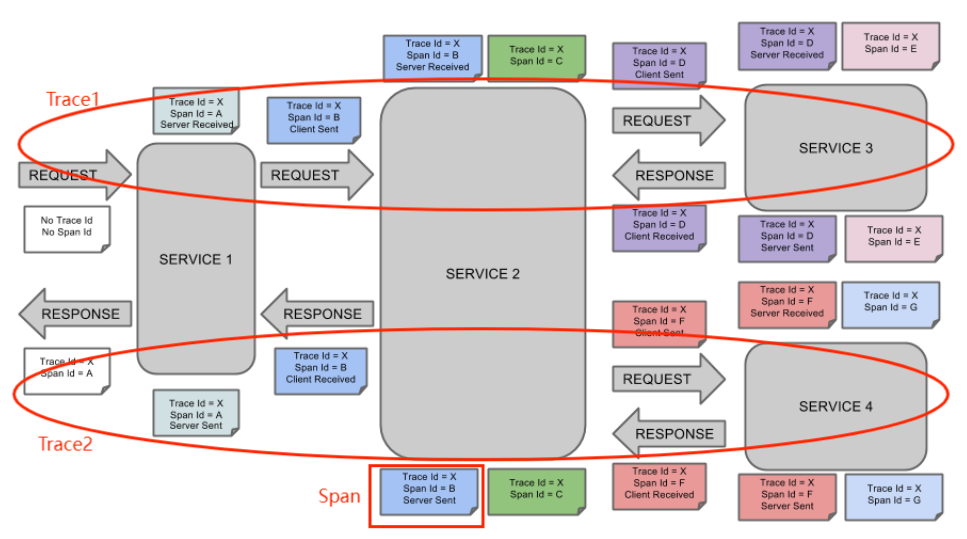 Trace Id = X
Span Id = B
Server Received
Trace Id = X
Span Id = C
Trace Id = X
Span Id = D
Client Sent
Trace Id = X
Span Id = D
Server Received
Trace Id = X
Span Id = E
Trace1
Trace Id = X
Span Id = A
Server Received
Trace Id = X
Span Id = B
Client Sent
REQUEST
SERVICE 3
REQUEST
REQUEST
RESPONSE
No Trace Id
No Span Id
Trace Id = X
Span Id = D
Client Received
Trace Id = X
Span Id = D
Server Sent
Trace Id = X
Span Id = E
SERVICE 1
SERVICE 2
RESPONSE
RESPONSE
Trace Id = X
Span Id = F
Client Sent
Trace Id = X
Span Id = F
Server Received
Trace Id = X
Span Id = G
Trace Id = X
Span Id = A
Trace Id = X
Span Id = B
Client Received
REQUEST
SERVICE 4
Trace Id = X
Span Id = A
Server Sent
RESPONSE
Trace2
Span
Trace Id = X
Span Id = B
Server Sent
Trace Id = X
Span Id = C
Trace Id = X
Span Id = F
Client Received
Trace Id = X
Span Id = F
Server Sent
Trace Id = X
Span Id = G